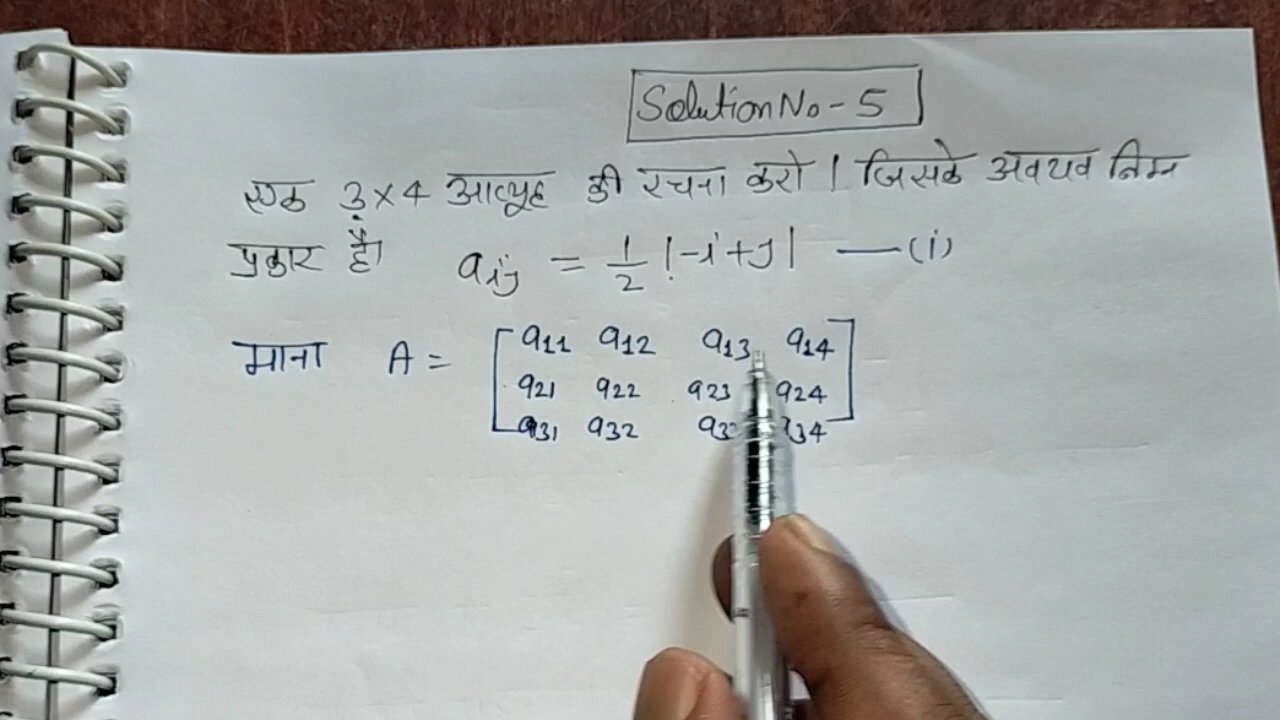 Solution No - 5
एक 3×4 आव्यूह की रचना करो। जिसके अवयव निम्न
प्रकार हैं। aij = 1/2 |-i+j| —(i)
माना A = [ a11 a12 a13 a14
a21 a22 a23 a24
a31 a32 a34 ]